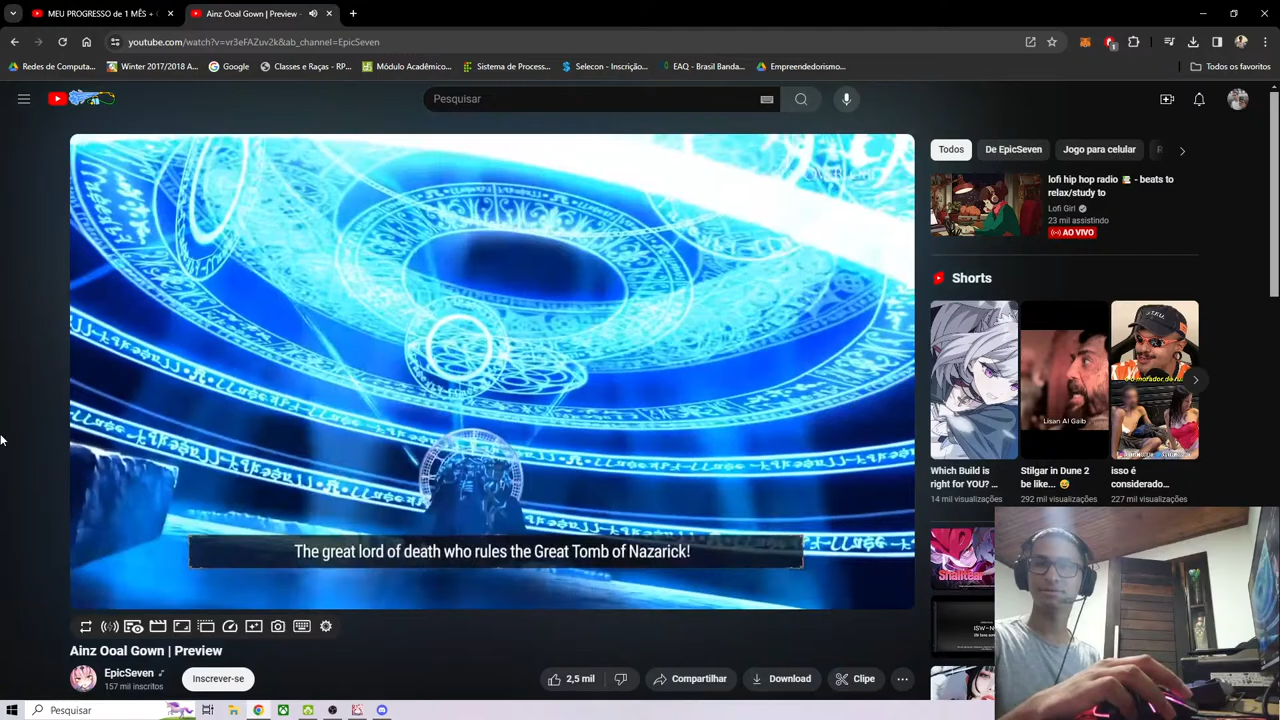 MEU PROGRESSO de 1 MÊS +
Ainz Ooal Gown | Preview -
youtube.com/watch?v=vr3eFAZuv2k&ab_channel=EpicSeven
Redes de Computa...
Winter 2017/2018 A...
Google
Classes e Raças - RP...
Módulo Acadêmico...
Sistema de Proces...
Selecon - Inscrição...
EAQ - Brasil Banda...
Empreendedorismo...
Todos os favoritos
Pesquisar
Todos
De EpicSeven
Jogo para celular
lofi hip hop radio 📚 - beats to
relax/study to
Lofi Girl
23 mil assistindo
AO VIVO
Shorts
Lisan Al Gaib
Which Build is
right for YOU? ...
14 mil visualizações
Stilgar in Dune 2
be like... 😅
292 mil visualizações
isso é
considerado...
227 mil visualizações
The great lord of death who rules the Great Tomb of Nazarick!
Shalltear
Ainz Ooal Gown | Preview
EpicSeven
157 mil inscritos
Inscrever-se
2,5 mil
Compartilhar
Download
Clipe
Pesquisar